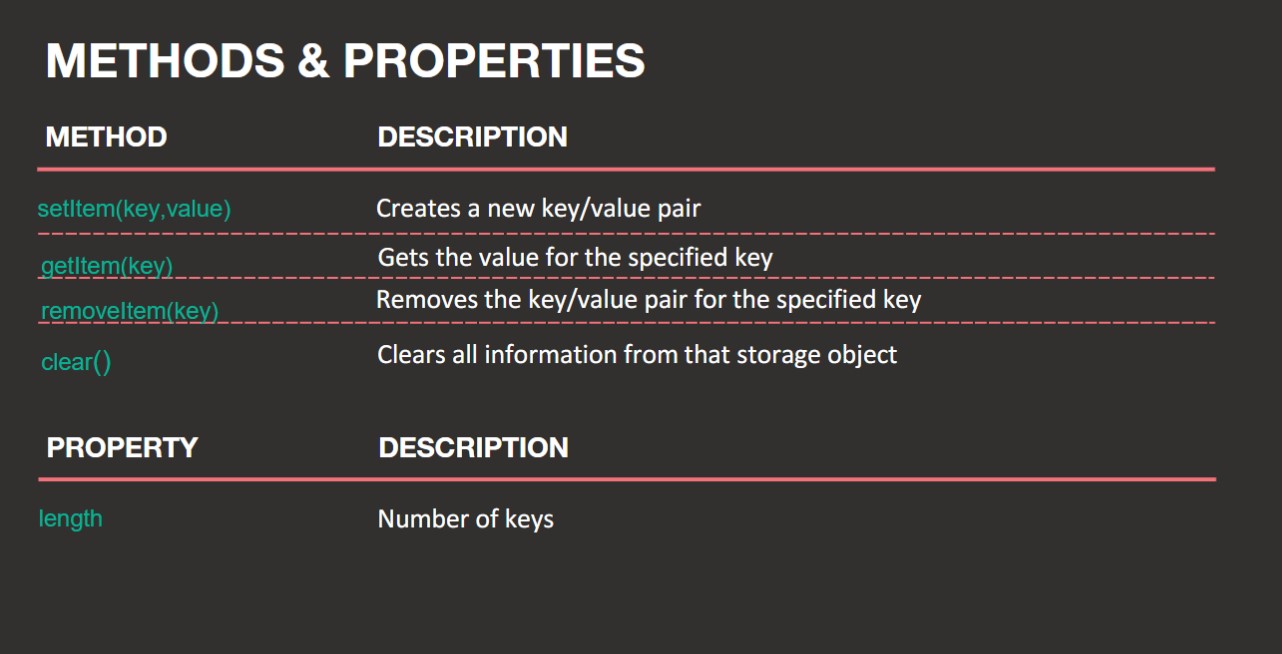 METHODS & PROPERTIES
METHOD DESCRIPTION
setItem(key,value) Creates a new key/value pair
getItem(key) Gets the value for the specified key
removeItem(key) Removes the key/value pair for the specified key
clear() Clears all information from that storage object
PROPERTY DESCRIPTION
length Number of keys